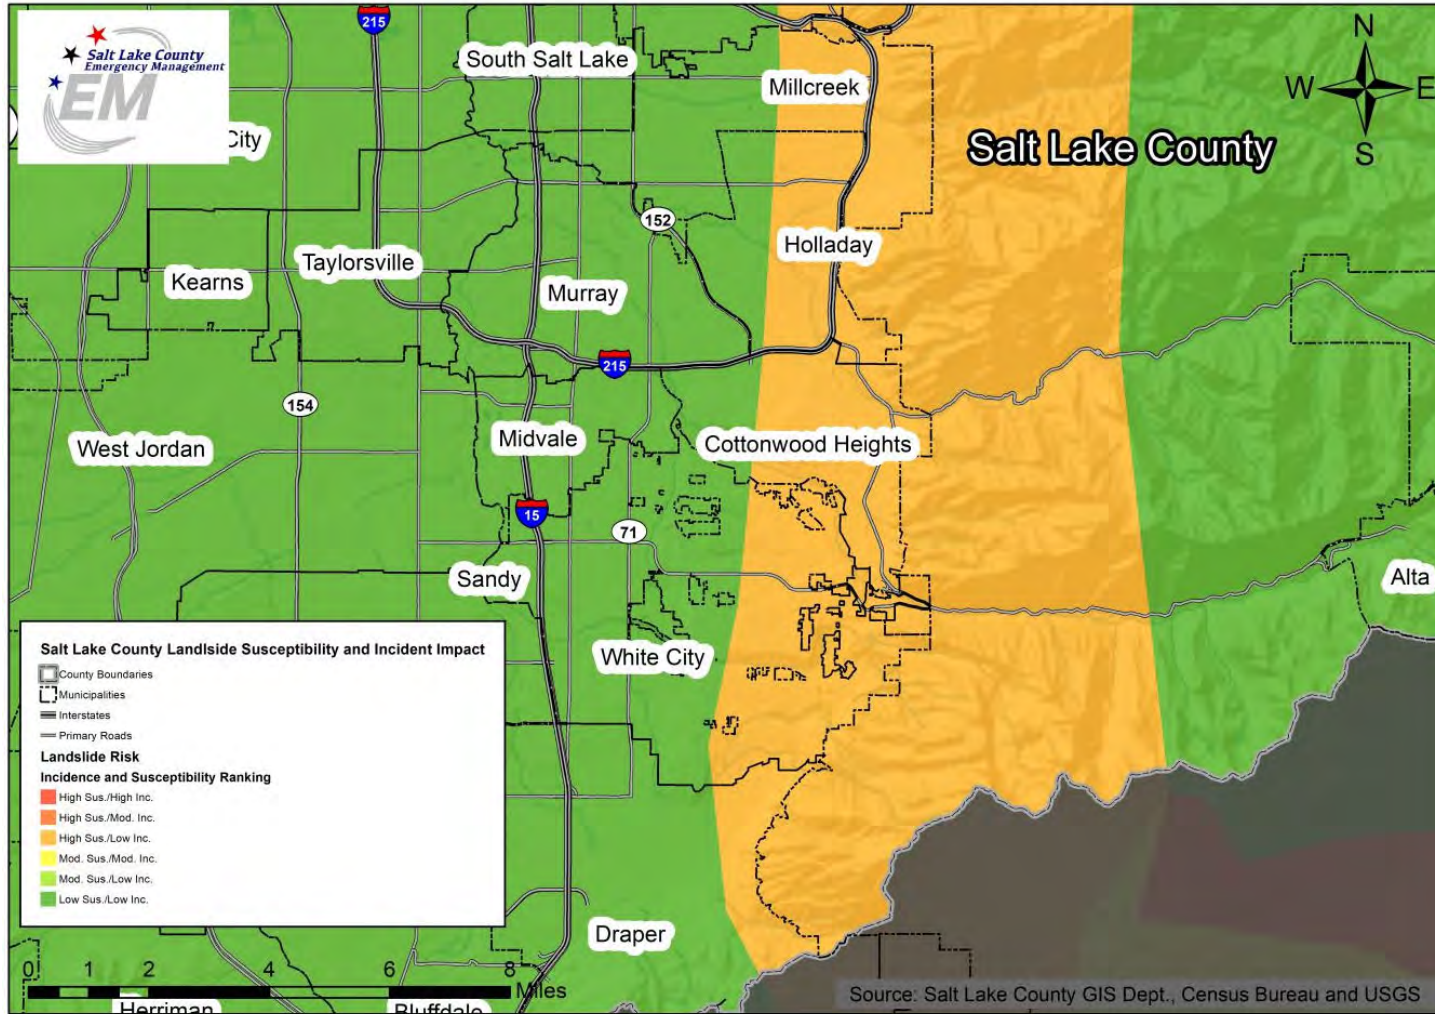 215
Salt Lake County
Emergency Management
EM
South Salt Lake
Millcreek
N
W
E
S
City
Salt Lake County
152
Holladay
Taylorsville
Kearns
Murray
215
154
Midvale
Cottonwood Heights
West Jordan
15
71
Sandy
Alta
White City
Salt Lake County Landlside Susceptibility and Incident Impact
County Boundaries
Municipalities
Interstates
Primary Roads
Landslide Risk
Incidence and Susceptibility Ranking
High Sus./High Inc.
High Sus./Mod. Inc.
High Sus./Low Inc.
Mod. Sus./Mod. Inc.
Mod. Sus./Low Inc.
Low Sus./Low Inc.
Draper
0 1 2 4 6 8
Miles
Herriman
Bluffdale
Source: Salt Lake County GIS Dept., Census Bureau and USGS